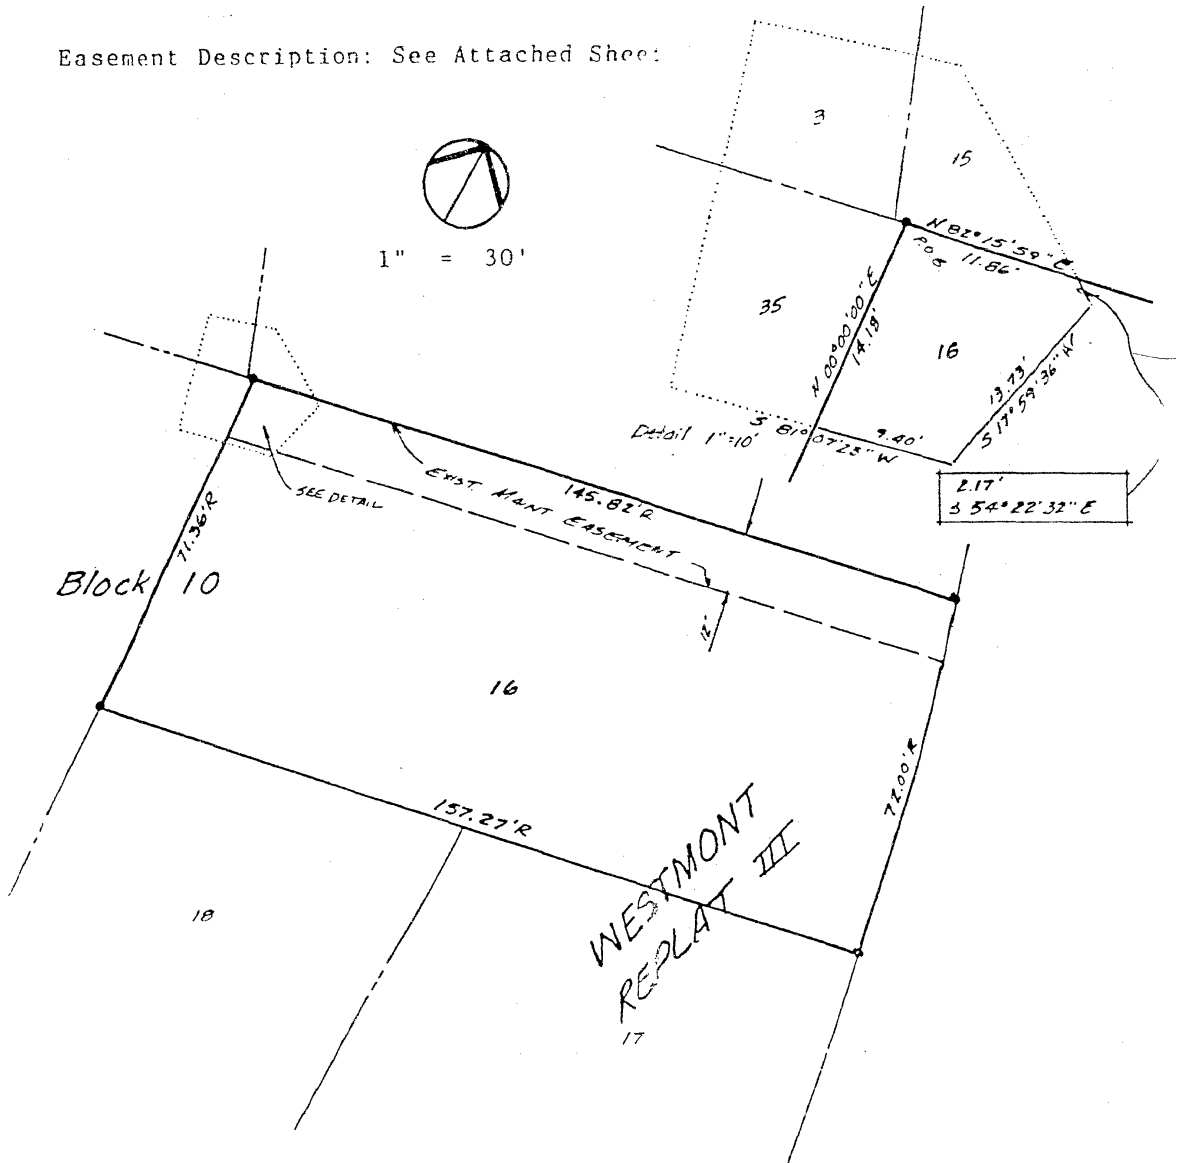 Easement Description: See Attached Shee
1" = 30'
3
15
N 82°15'59" E
P.O.B
11.86'
35
N 00°00'00" E
14.18'
16
13.73'
S 17°59'36" W
Detail 1"=10'
S 81°07'23" W
9.40'
2.17'
S 54°22'32" E
SEE DETAIL
EXIST. MGNT EASEMENT
145.82'R
71.36'R
Block 10
12'
16
72.00'R
157.27'R
WESTMONT
REPLAT III
18
17